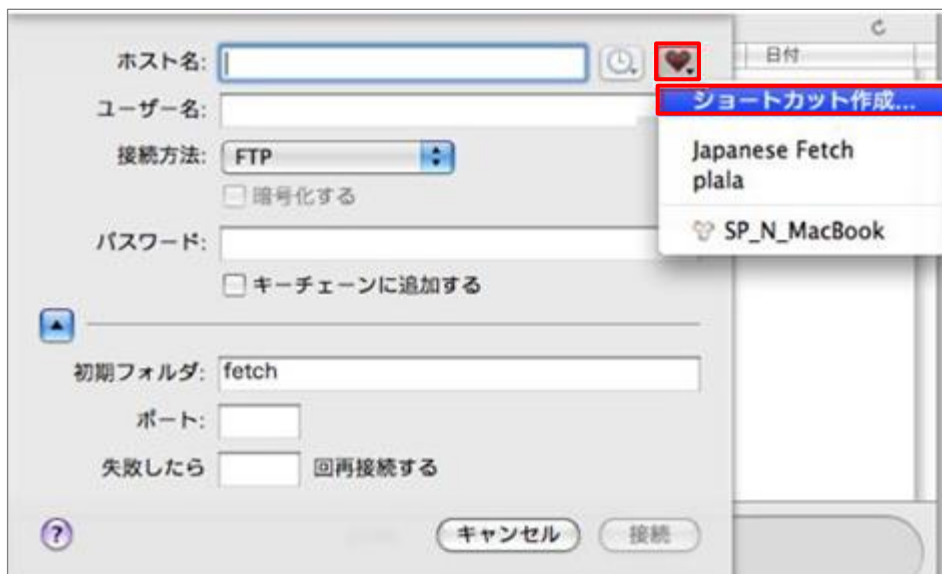 日付
ホスト名:
ショートカット作成...
ユーザー名:
Japanese Fetch
接続方法: FTP
plala
暗号化する
SP_N_MacBook
パスワード:
キーチェーンに追加する
初期フォルダ: fetch
ポート:
失敗したら 回再接続する
? キャンセル 接続